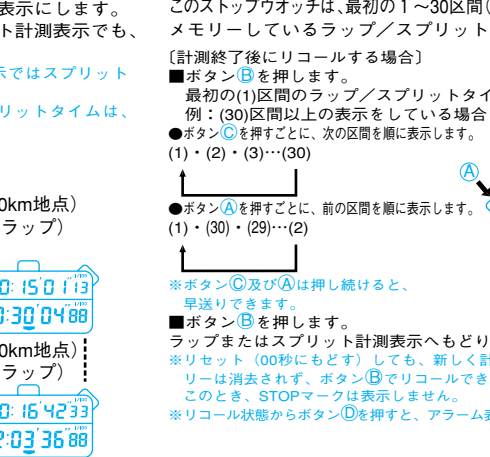 表示にします。
ト計測表示でも、
示ではスプリット
リットタイムは、
0km地点）
ラップ）
0:15'01"13
1/100
0:30'04"88
0km地点）
ラップ）
0:16'42"33
1/100
2:03'36"88
このストップウオッチは、最初の１～30区間（
メモリーしているラップ／スプリット
〔計測終了後にリコールする場合〕
■ボタンⒷを押します。
最初の(1)区間のラップ／スプリットタイ
例：(30)区間以上の表示をしている場合
●ボタンⒸを押すごとに、次の区間を順に表示します。
(1)・(2)・(3)…(30)
Ⓐ
●ボタンⒶを押すごとに、前の区間を順に表示します。
(1)・(30)・(29)…(2)
※ボタンⒸ及びⒶは押し続けると、
早送りできます。
■ボタンⒷを押します。
ラップまたはスプリット計測表示へもどり
※リセット（00秒にもどす）しても、新しく計
リーは消去されず、ボタンⒷでリコールでき
このとき、STOPマークは表示しません。
※リコール状態からボタンⒹを押すと、アラーム表